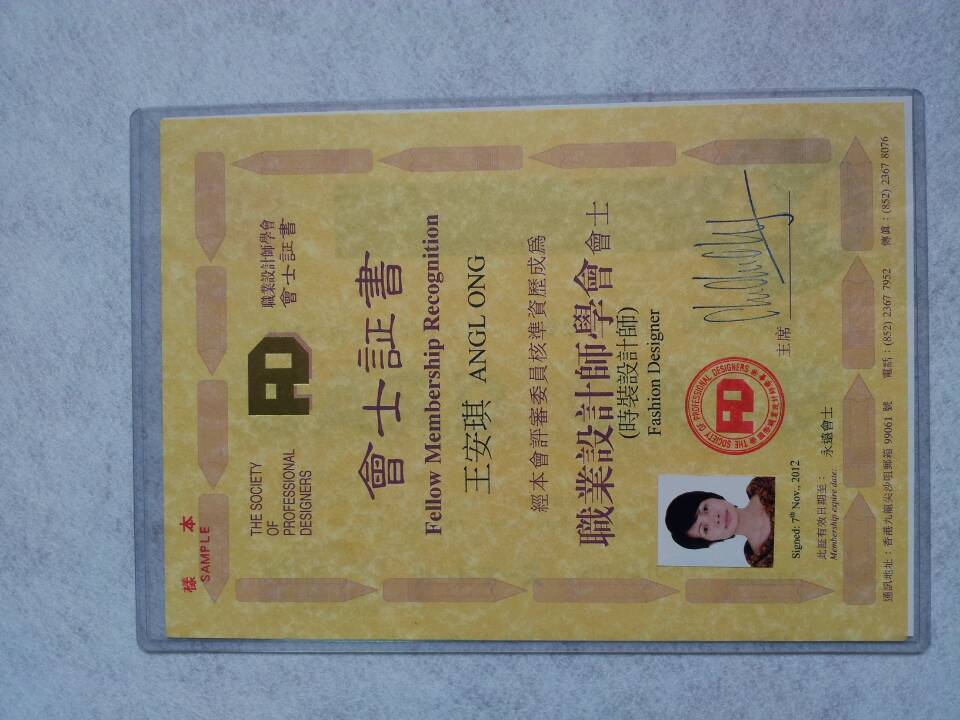 樣本
SAMPLE
THE SOCIETY
OF
PROFESSIONAL
DESIGNERS
PD
職業設計師學會
會士証書
會士証書
Fellow Membership Recognition
王安琪 ANGL ONG
經本會評審委員核準資歷成為
職業設計師學會會士
(時裝設計師)
Fashion Designer
THE SOCIETY OF PROFESSIONAL DESIGNERS
PD
主席
Signed: 7th Nov., 2012
此証有效日期至：
永遠會士
Membership expire date:
通訊地址：香港九龍尖沙咀郵箱 99061 號 電話：(852) 2367 7952 傳真：(852) 2367 8076